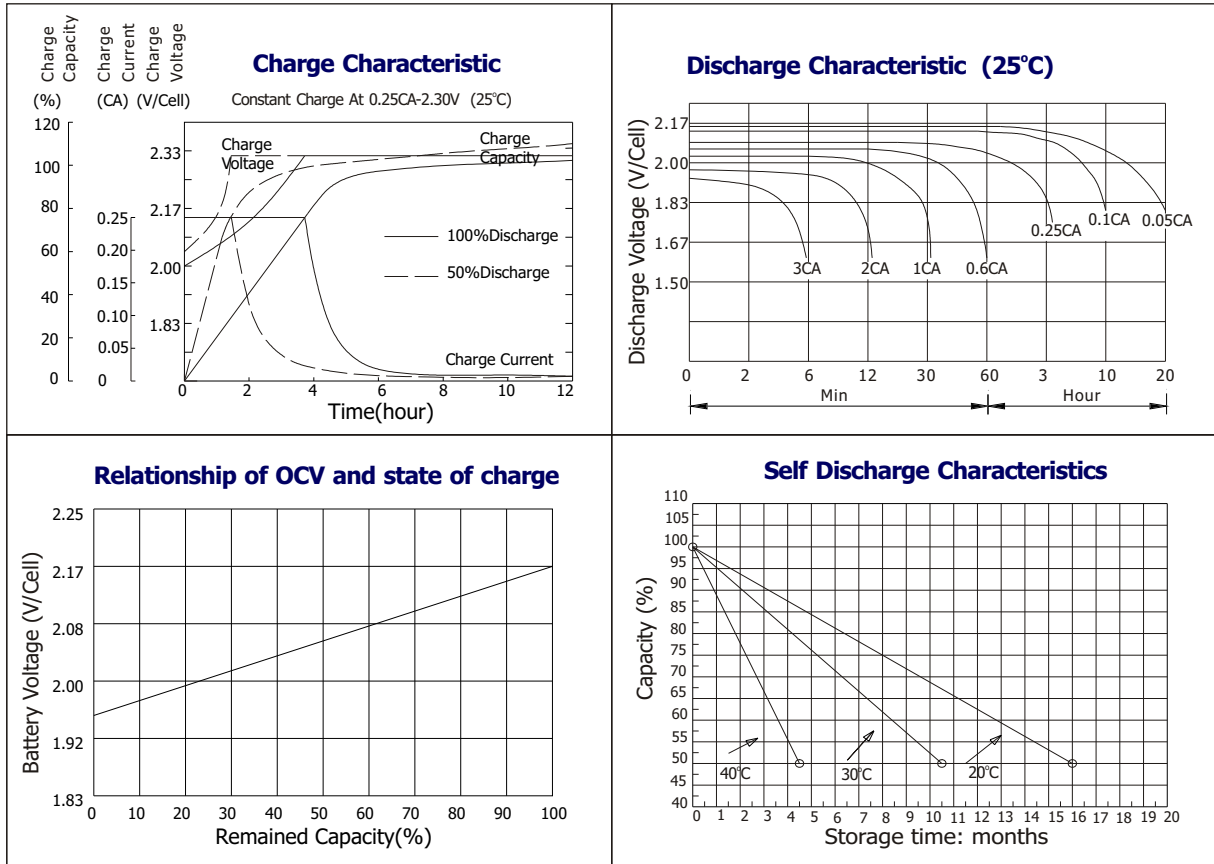 Charge Characteristic
Constant Charge At 0.25CA-2.30V (25°C)
Charge Capacity
Charge Current
Charge Voltage
(%) (CA) (V/Cell)
120
100
80
60
40
20
0
0.25
0.20
0.15
0.10
0.05
0
2.33
2.17
2.00
1.83
Charge Voltage
Charge Capacity
100%Discharge
50%Discharge
Charge Current
0 2 4 6 8 10 12
Time(hour)
Discharge Characteristic (25°C)
Discharge Voltage (V/Cell)
2.17
2.00
1.83
1.67
1.50
3CA 2CA 1CA 0.6CA 0.25CA 0.1CA 0.05CA
0 2 6 12 30 60 3 10 20
Min Hour
Relationship of OCV and state of charge
Battery Voltage (V/Cell)
2.25
2.17
2.08
2.00
1.92
1.83
0 10 20 30 40 50 60 70 80 90 100
Remained Capacity(%)
Self Discharge Characteristics
Capacity (%)
110
105
100
95
90
85
80
75
70
65
60
55
50
45
40
40°C 30°C 20°C
0 1 2 3 4 5 6 7 8 9 10 11 12 13 14 15 16 17 18 19 20
Storage time: months